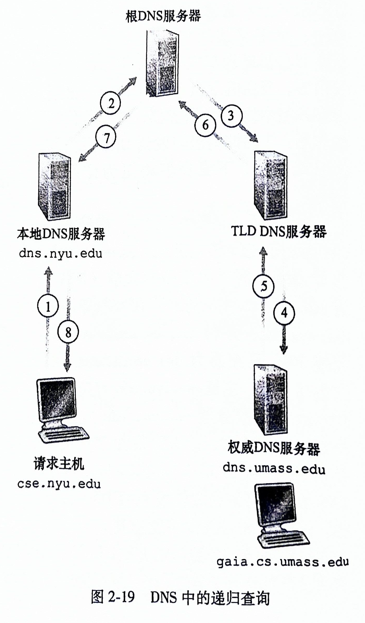 根DNS服务器
2
3
7
6
本地DNS服务器
dns.nyu.edu
TLD DNS服务器
1
8
5
4
请求主机
cse.nyu.edu
权威DNS服务器
dns.umass.edu
gaia.cs.umass.edu
图 2-19 DNS 中的递归查询